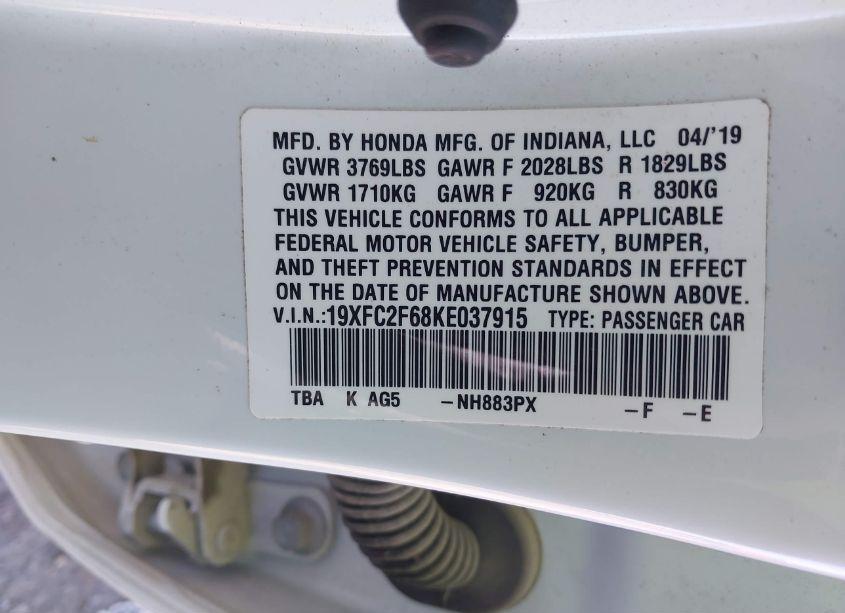 MFD. BY HONDA MFG. OF INDIANA, LLC 04/'19
GVWR 3769LBS GAWR F 2028LBS R 1829LBS
GVWR 1710KG GAWR F 920KG R 830KG
THIS VEHICLE CONFORMS TO ALL APPLICABLE
FEDERAL MOTOR VEHICLE SAFETY, BUMPER,
AND THEFT PREVENTION STANDARDS IN EFFECT
ON THE DATE OF MANUFACTURE SHOWN ABOVE.
V.I.N.:19XFC2F68KE037915 TYPE: PASSENGER CAR
TBA K AG5 -NH883PX -F -E